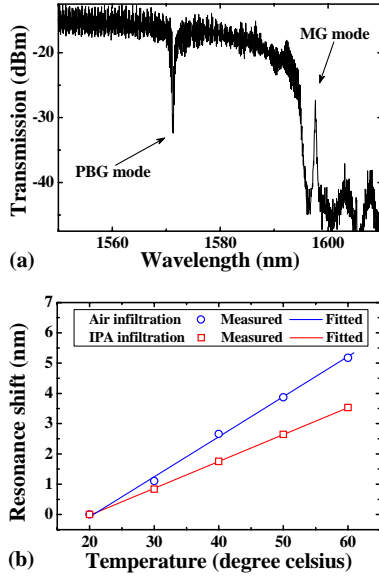 Transmission (dBm)
-20
-30
-40
MG mode
PBG mode
1560
1580
1600
(a) Wavelength (nm)
Resonance shift (nm)
7
6
5
4
3
2
1
0
Air infiltration Measured Fitted
IPA infiltration Measured Fitted
20 30 40 50 60
(b) Temperature (degree celsius)